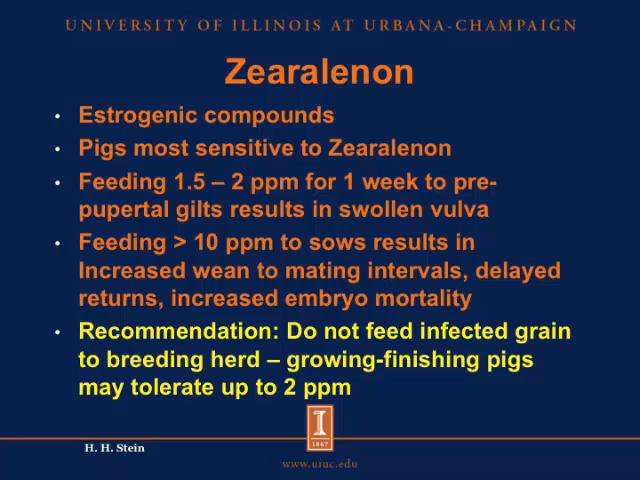 UNIVERSITY OF ILLINOIS AT URBANA-CHAMPAIGN
Zearalenon
• Estrogenic compounds
• Pigs most sensitive to Zearalenon
• Feeding 1.5 – 2 ppm for 1 week to pre-
pupertal gilts results in swollen vulva
• Feeding > 10 ppm to sows results in
Increased wean to mating intervals, delayed
returns, increased embryo mortality
• Recommendation: Do not feed infected grain
to breeding herd – growing-finishing pigs
may tolerate up to 2 ppm
I
1867
H. H. Stein
www.uiuc.edu